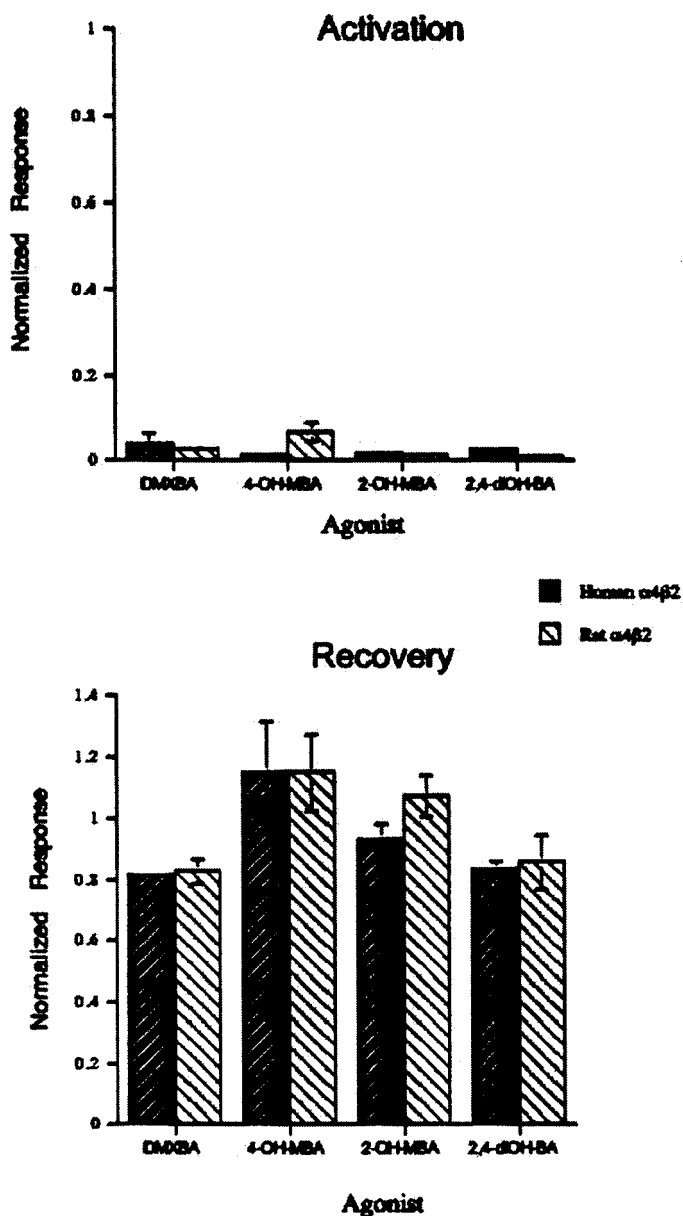 Activation
Normalized Response
1
0.8
0.6
0.4
0.2
0
DMXBA 4-OH-MBA 2-OH-MBA 2,4-diOH-BA
Agonist
Human α4β2
Rat α4β2
Recovery
Normalized Response
1.4
1.2
1
0.8
0.6
0.4
0.2
0
DMXBA 4-OH-MBA 2-OH-MBA 2,4-diOH-BA
Agonist